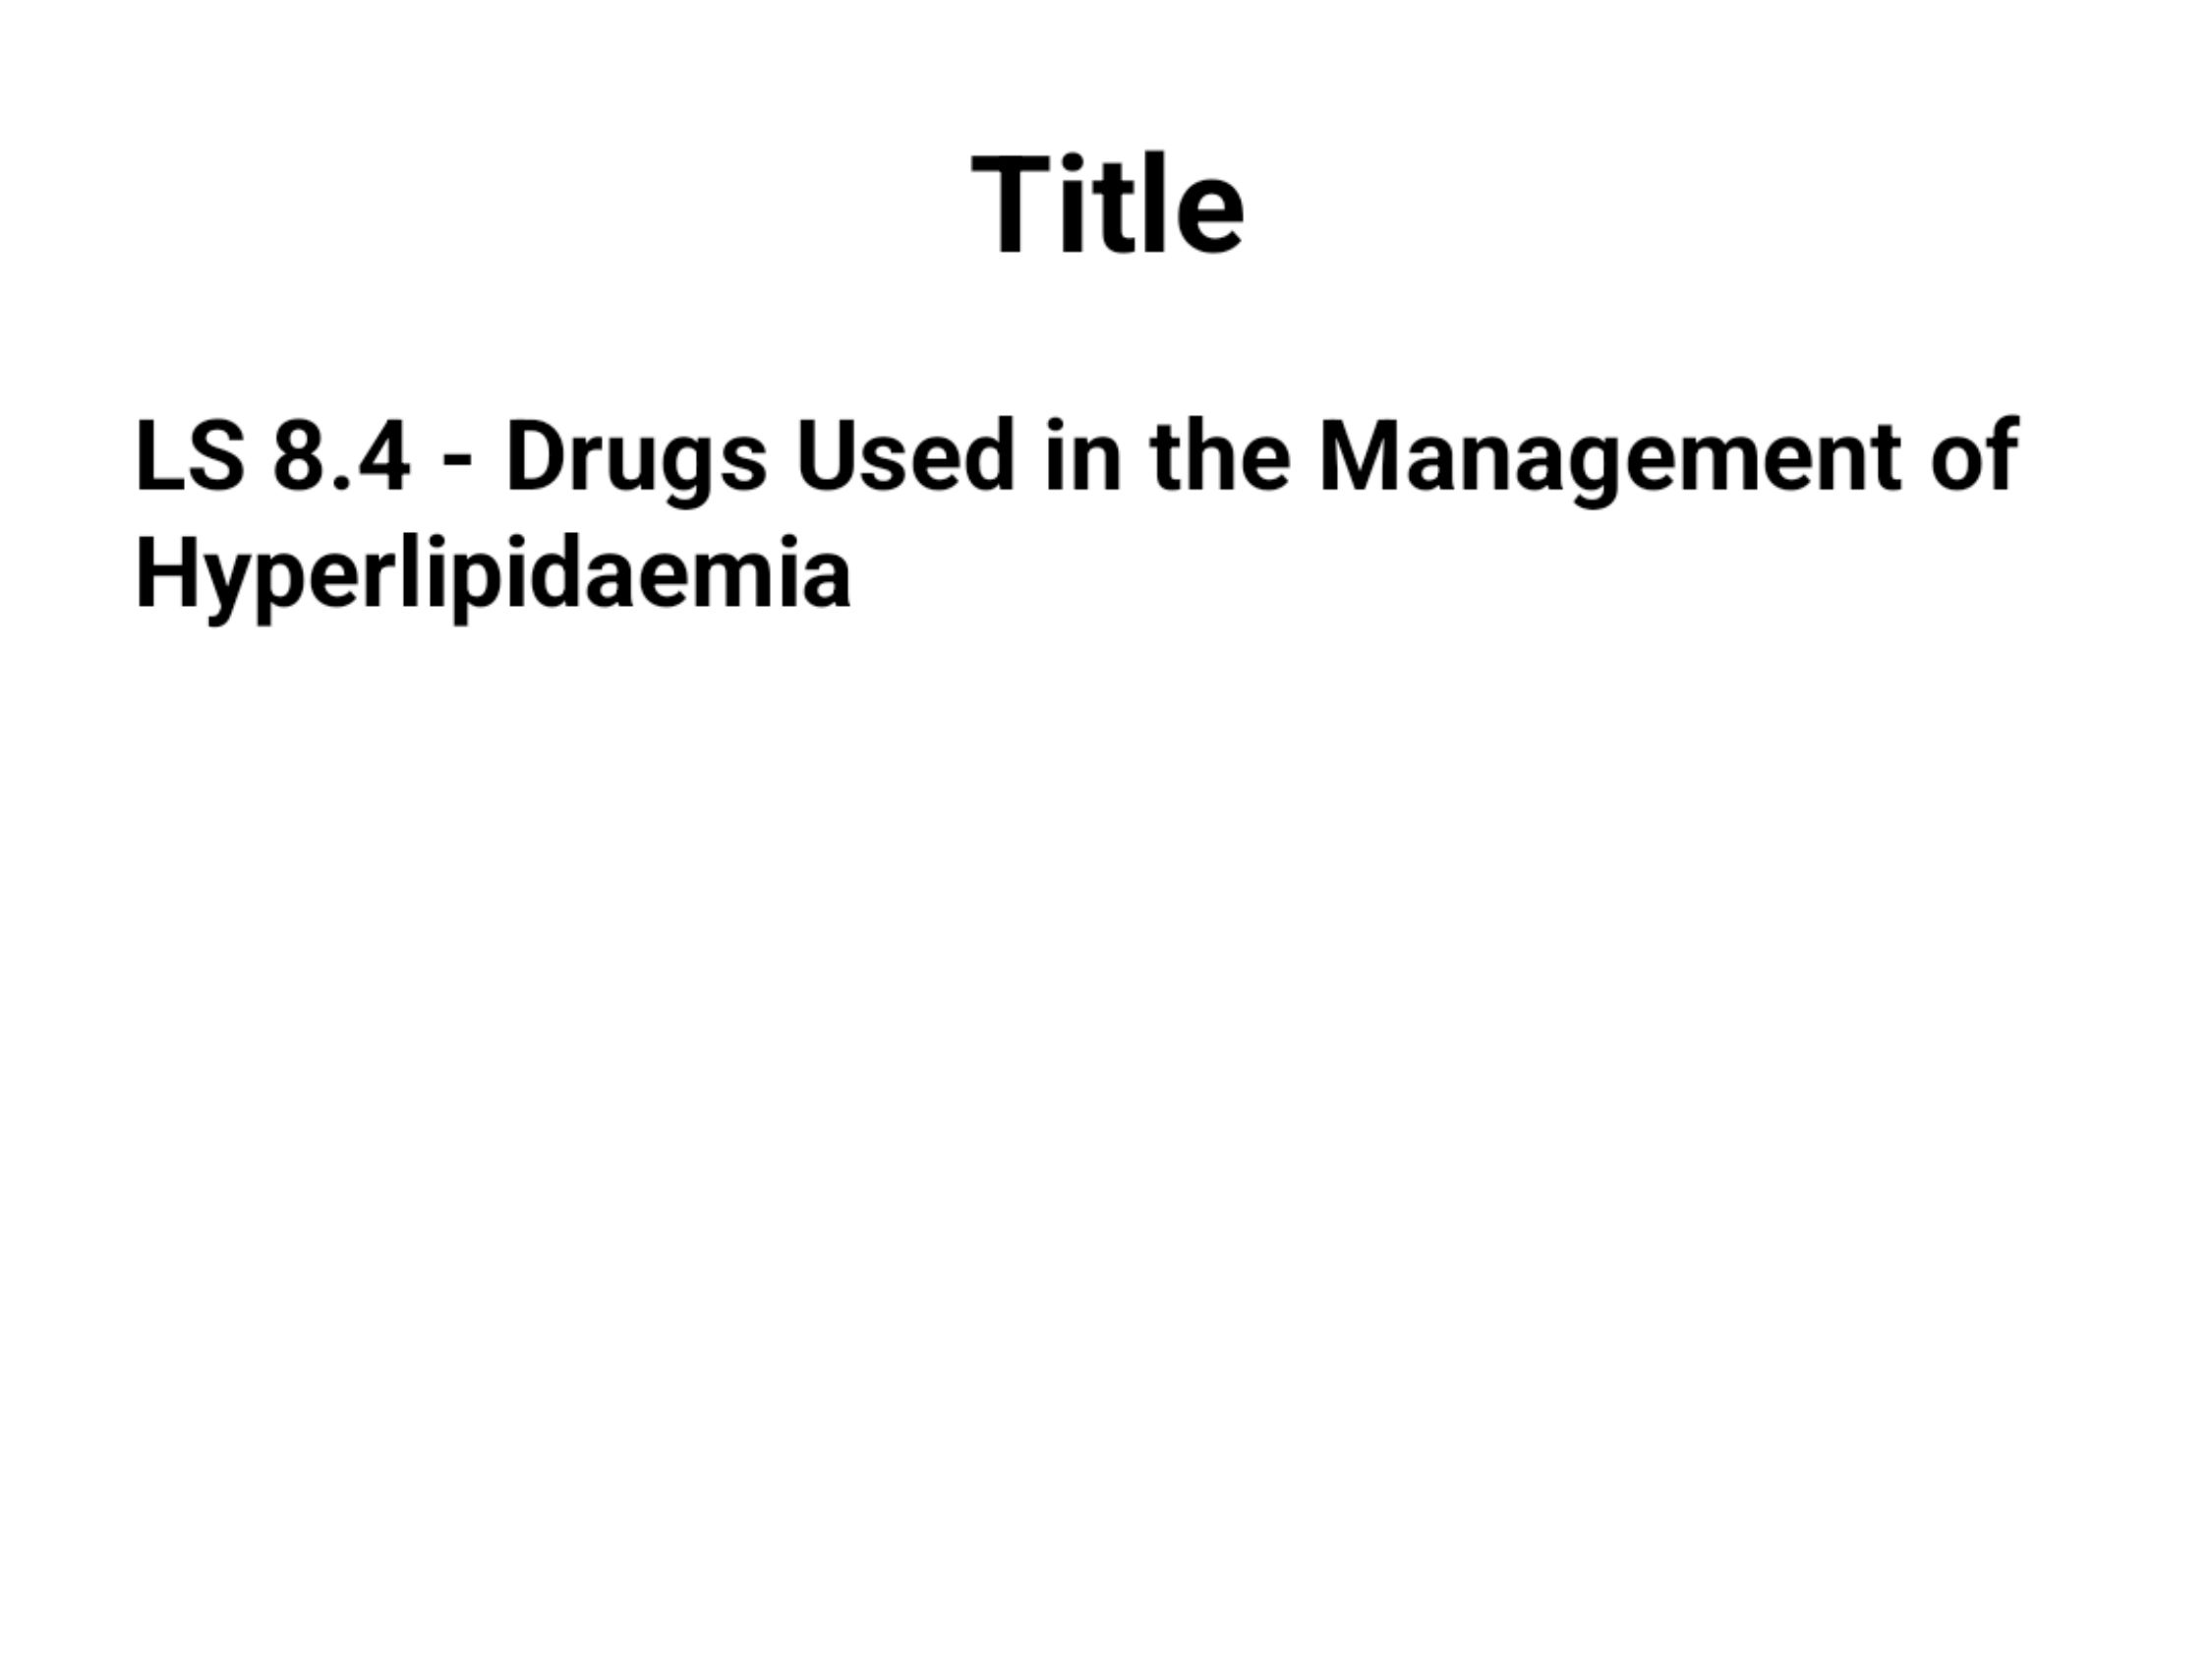 Title
LS 8.4 - Drugs Used in the Management of
Hyperlipidaemia